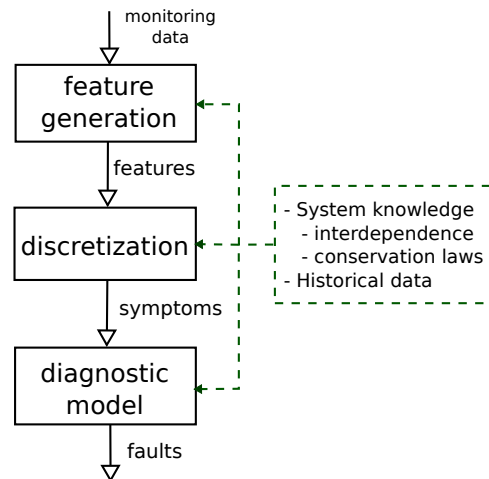 monitoring
data
feature
generation
features
discretization
- System knowledge
- interdependence
- conservation laws
- Historical data
symptoms
diagnostic
model
faults